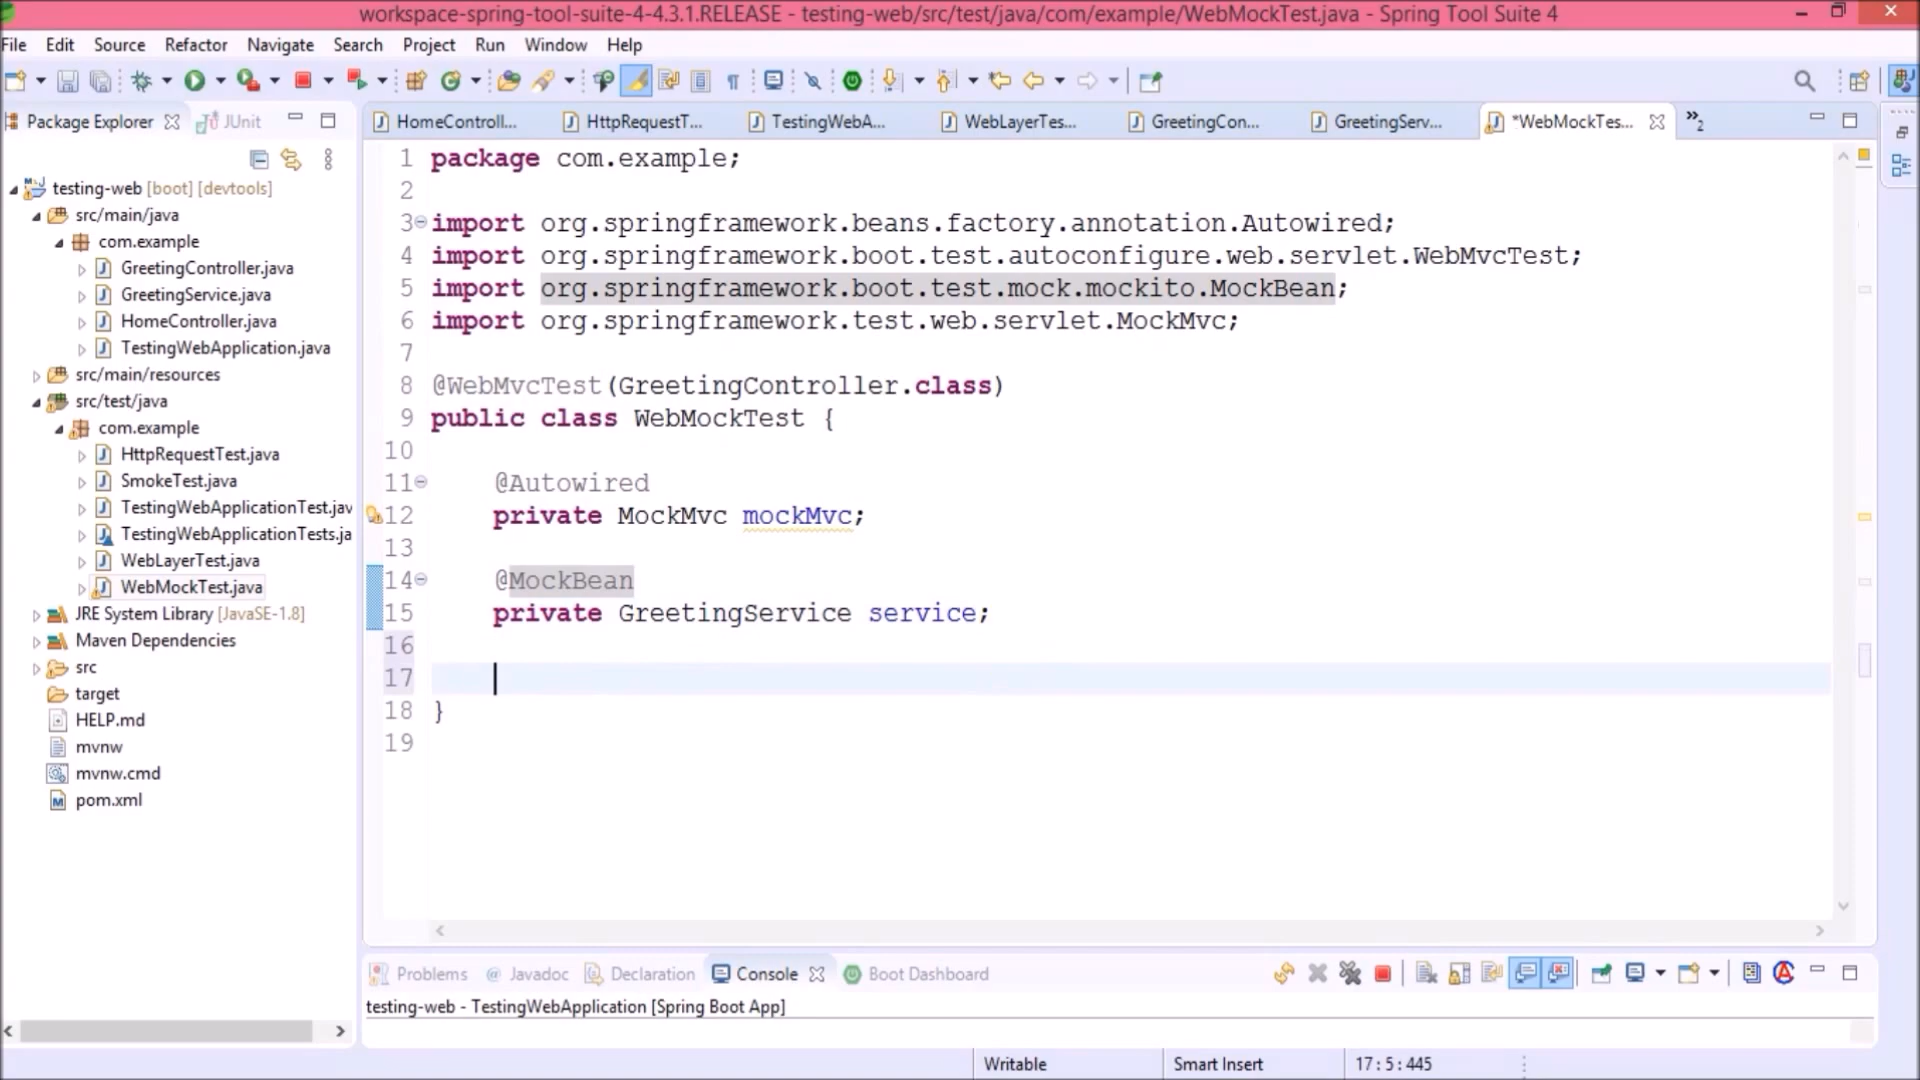 workspace-spring-tool-suite-4-4.3.1.RELEASE - testing-web/src/test/java/com/example/WebMockTest.java - Spring Tool Suite 4
File Edit Source Refactor Navigate Search Project Run Window Help
Package Explorer JUnit
HomeControll... HttpRequestT... TestingWebA... WebLayerTes... GreetingCon... GreetingServ... *WebMockTes... »2
testing-web [boot] [devtools]
src/main/java
com.example
GreetingController.java
GreetingService.java
HomeController.java
TestingWebApplication.java
src/main/resources
src/test/java
com.example
HttpRequestTest.java
SmokeTest.java
TestingWebApplicationTest.jav
TestingWebApplicationTests.ja
WebLayerTest.java
WebMockTest.java
JRE System Library [JavaSE-1.8]
Maven Dependencies
src
target
HELP.md
mvnw
mvnw.cmd
pom.xml
1 package com.example;
2
3 import org.springframework.beans.factory.annotation.Autowired;
4 import org.springframework.boot.test.autoconfigure.web.servlet.WebMvcTest;
5 import org.springframework.boot.test.mock.mockito.MockBean;
6 import org.springframework.test.web.servlet.MockMvc;
7
8 @WebMvcTest(GreetingController.class)
9 public class WebMockTest {
10
11 @Autowired
12 private MockMvc mockMvc;
13
14 @MockBean
15 private GreetingService service;
16
17
18 }
19
Problems @ Javadoc Declaration Console Boot Dashboard
testing-web - TestingWebApplication [Spring Boot App]
Writable Smart Insert 17 : 5 : 445